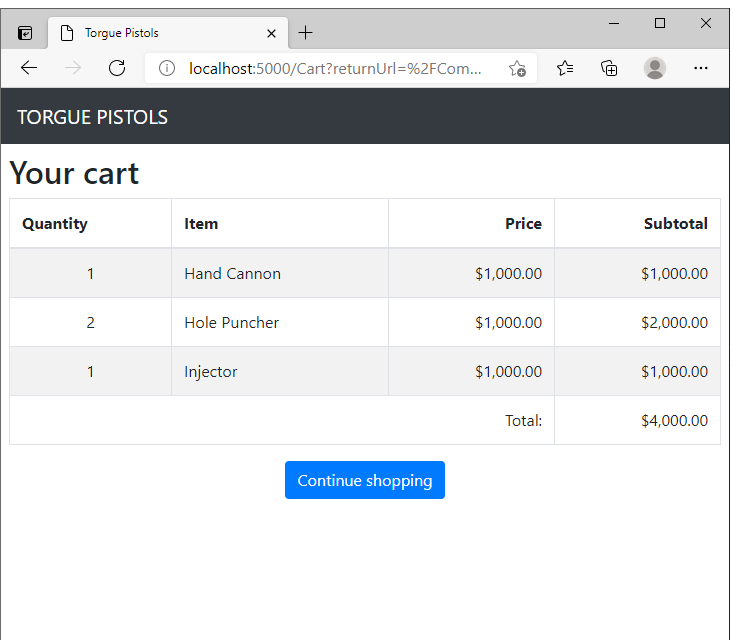 Torgue Pistols
localhost:5000/Cart?returnUrl=%2FCom...
TORGUE PISTOLS
Your cart
Quantity Item Price Subtotal
1 Hand Cannon $1,000.00 $1,000.00
2 Hole Puncher $1,000.00 $2,000.00
1 Injector $1,000.00 $1,000.00
Total: $4,000.00
Continue shopping